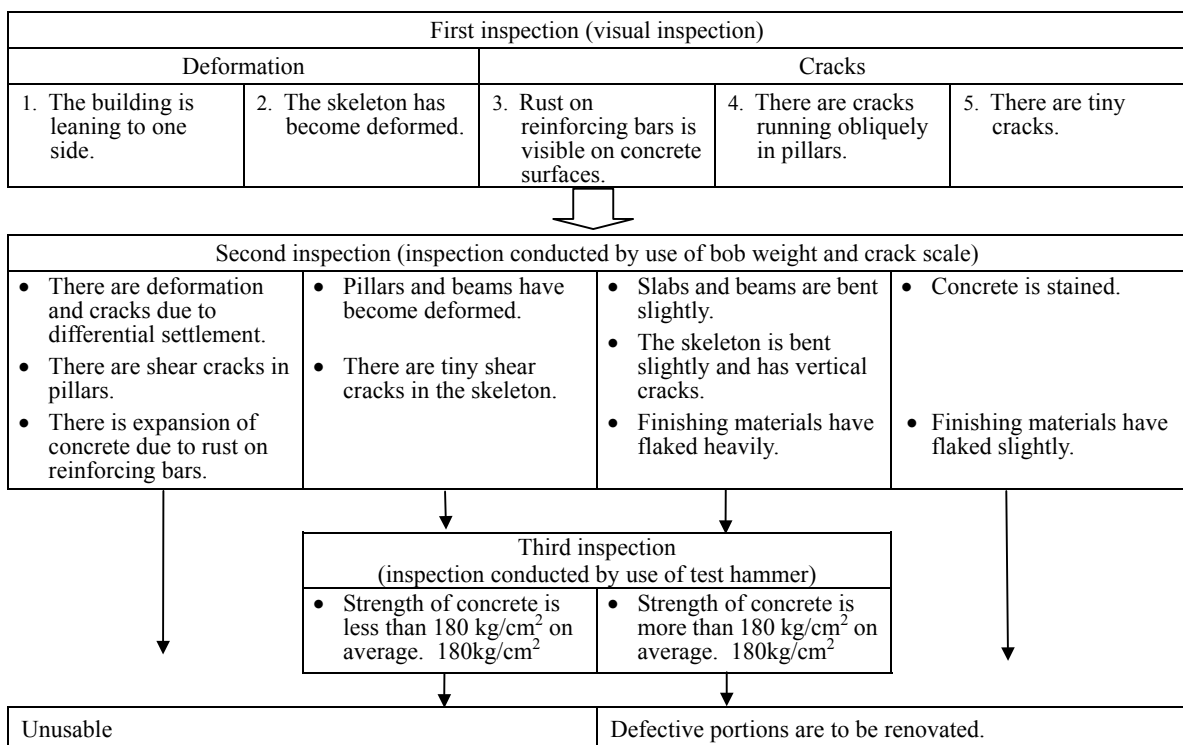 First inspection (visual inspection)
Deformation
Cracks
1. The building is
leaning to one
side.
2. The skeleton has
become deformed.
3. Rust on
reinforcing bars is
visible on concrete
surfaces.
4. There are cracks
running obliquely
in pillars.
5. There are tiny
cracks.
Second inspection (inspection conducted by use of bob weight and crack scale)
• There are deformation
and cracks due to
differential settlement.
• There are shear cracks in
pillars.
• There is expansion of
concrete due to rust on
reinforcing bars.
• Pillars and beams have
become deformed.
• There are tiny shear
cracks in the skeleton.
• Slabs and beams are bent
slightly.
• The skeleton is bent
slightly and has vertical
cracks.
• Finishing materials have
flaked heavily.
• Concrete is stained.
• Finishing materials have
flaked slightly.
Third inspection
(inspection conducted by use of test hammer)
• Strength of concrete is
less than 180 kg/cm² on
average. 180kg/cm²
• Strength of concrete is
more than 180 kg/cm² on
average. 180kg/cm²
Unusable
Defective portions are to be renovated.